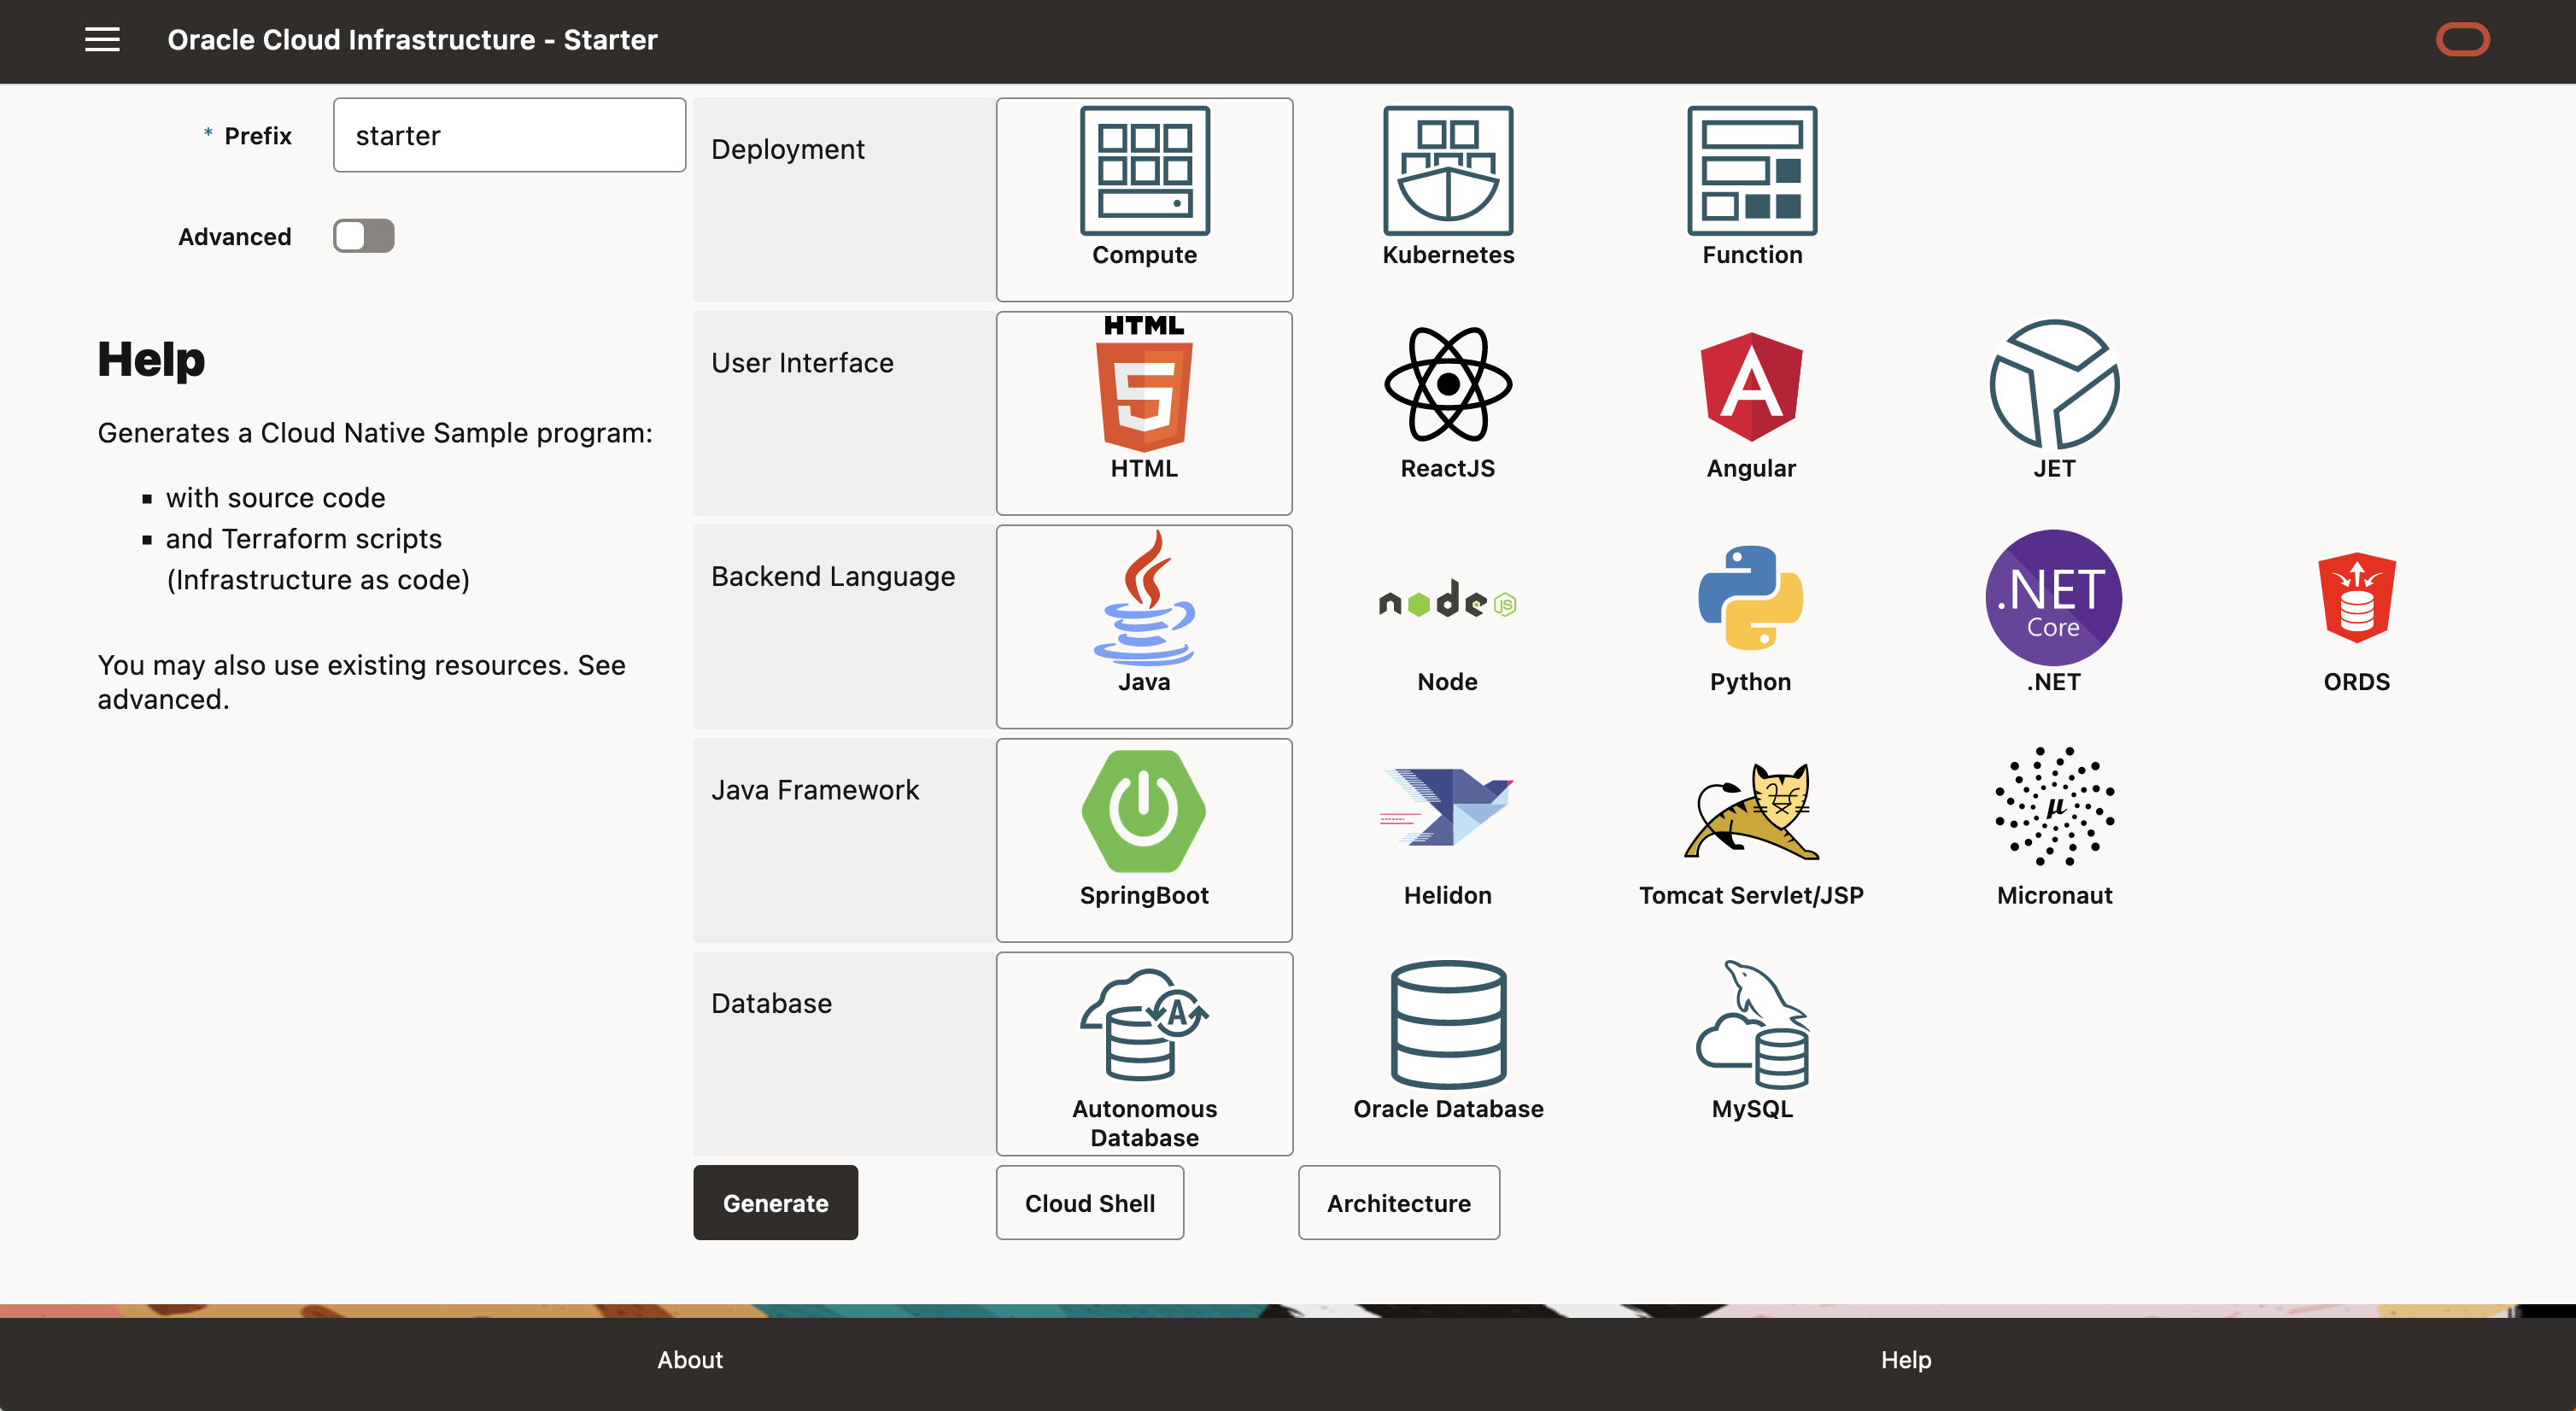 Oracle Cloud Infrastructure - Starter
* Prefix
starter
Advanced
Help
Generates a Cloud Native Sample program:
with source code
and Terraform scripts
(Infrastructure as code)
You may also use existing resources. See
advanced.
Deployment
Compute
Kubernetes
Function
User Interface
HTML
5
HTML
ReactJS
A
Angular
JET
Backend Language
Java
node
JS
Node
Python
.NET
Core
.NET
ORDS
Java Framework
SpringBoot
Helidon
Tomcat Servlet/JSP
μ
Micronaut
Database
A
Autonomous
Database
Oracle Database
MySQL
Generate
Cloud Shell
Architecture
About
Help